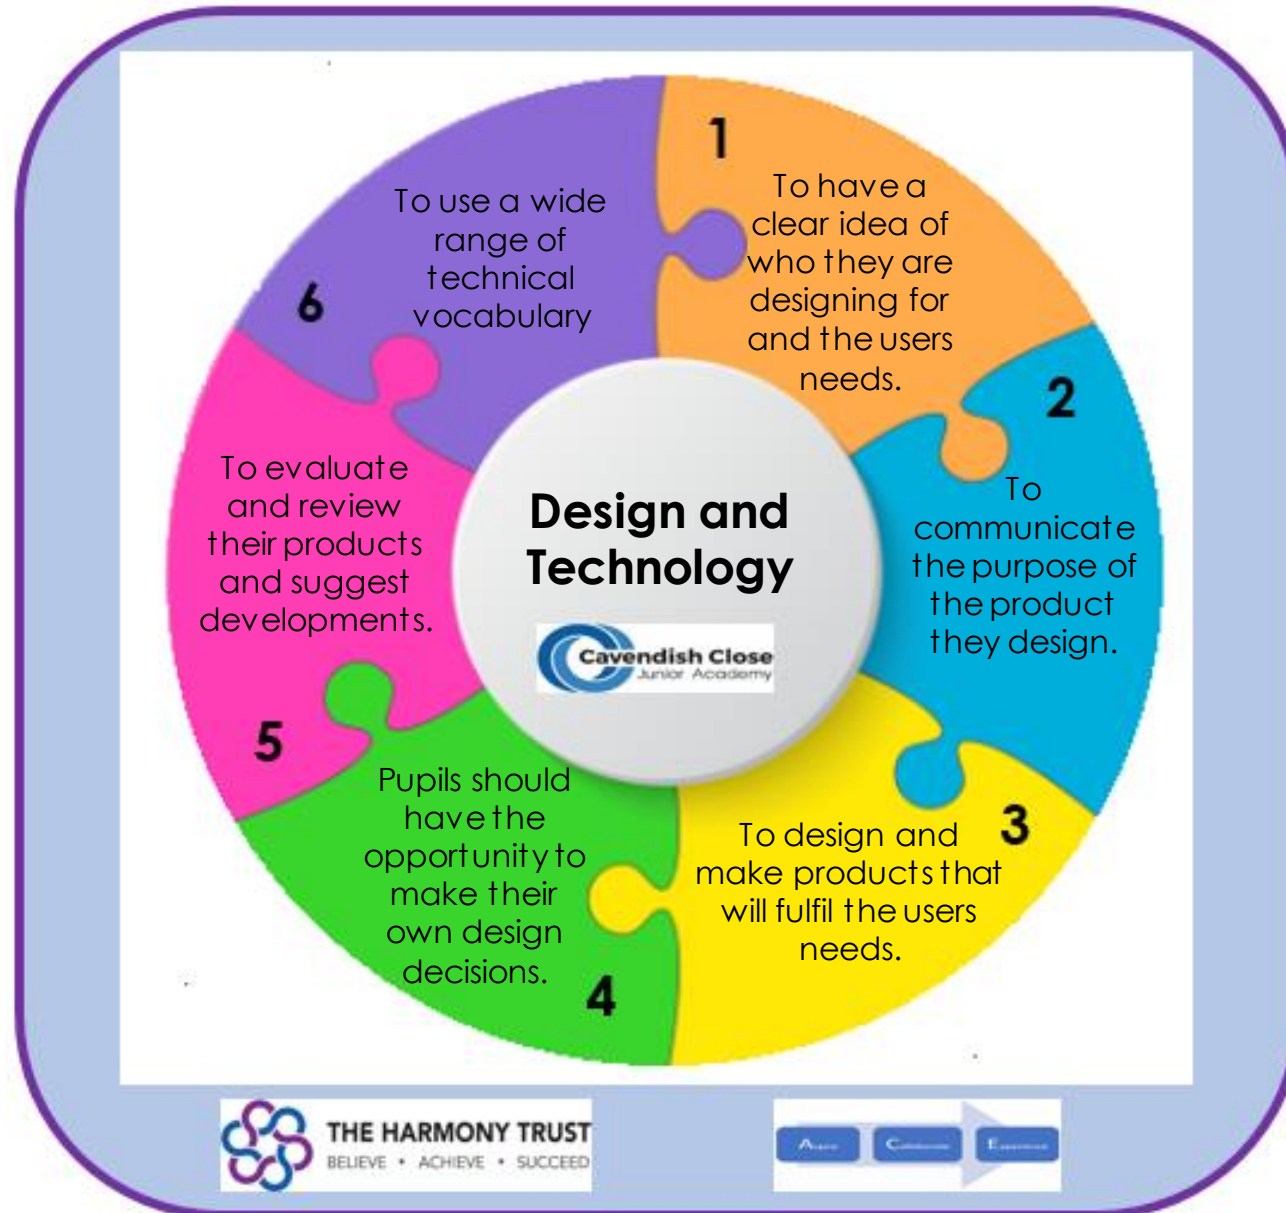 1
To have a
clear idea of
who they are
designing for
and the users
needs.
2
To
communicate
the purpose of
the product
they design.
3
To design and
make products that
will fulfil the users
needs.
4
Pupils should
have the
opportunity to
make their
own design
decisions.
5
To evaluate
and review
their products
and suggest
developments.
6
To use a wide
range of
technical
vocabulary
Design and
Technology
Cavendish Close
Junior Academy
THE HARMONY TRUST
BELIEVE • ACHIEVE • SUCCEED